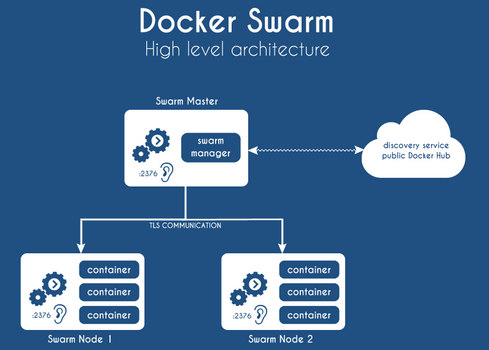 Docker Swarm
High level architecture
Swarm Master
swarm
manager
:2376
discovery service
public Docker Hub
TLS COMMUNICATION
container
container
:2376
container
Swarm Node 1
container
container
:2376
container
Swarm Node 2